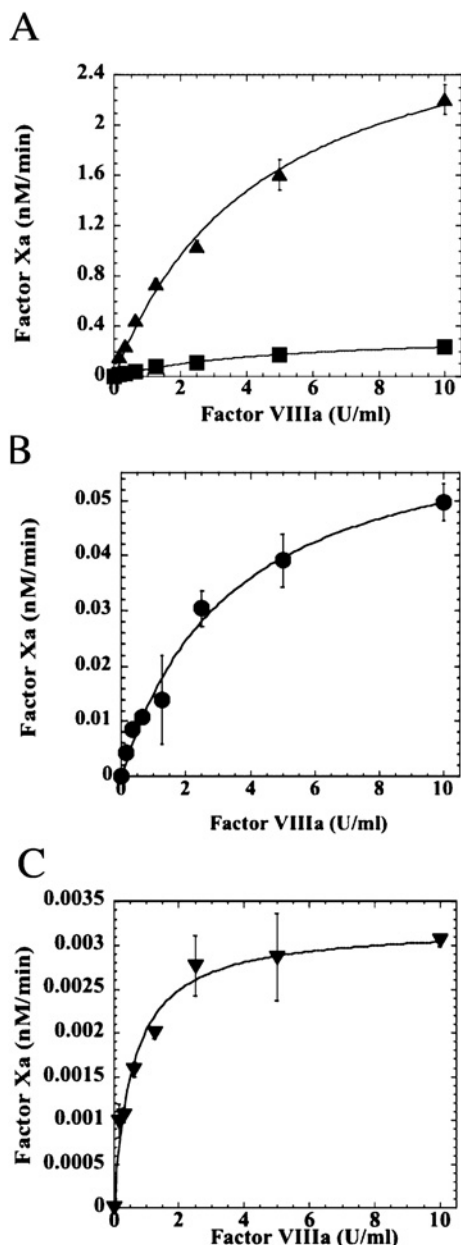 A
Factor Xa (nM/min)
2.4
2
1.6
1.2
0.8
0.4
0
0 2 4 6 8 10
Factor VIIIa (U/ml)
B
Factor Xa (nM/min)
0.05
0.04
0.03
0.02
0.01
0
0 2 4 6 8 10
Factor VIIIa (U/ml)
C
Factor Xa (nM/min)
0.0035
0.003
0.0025
0.002
0.0015
0.001
0.0005
0
0 2 4 6 8 10
Factor VIIIa (U/ml)